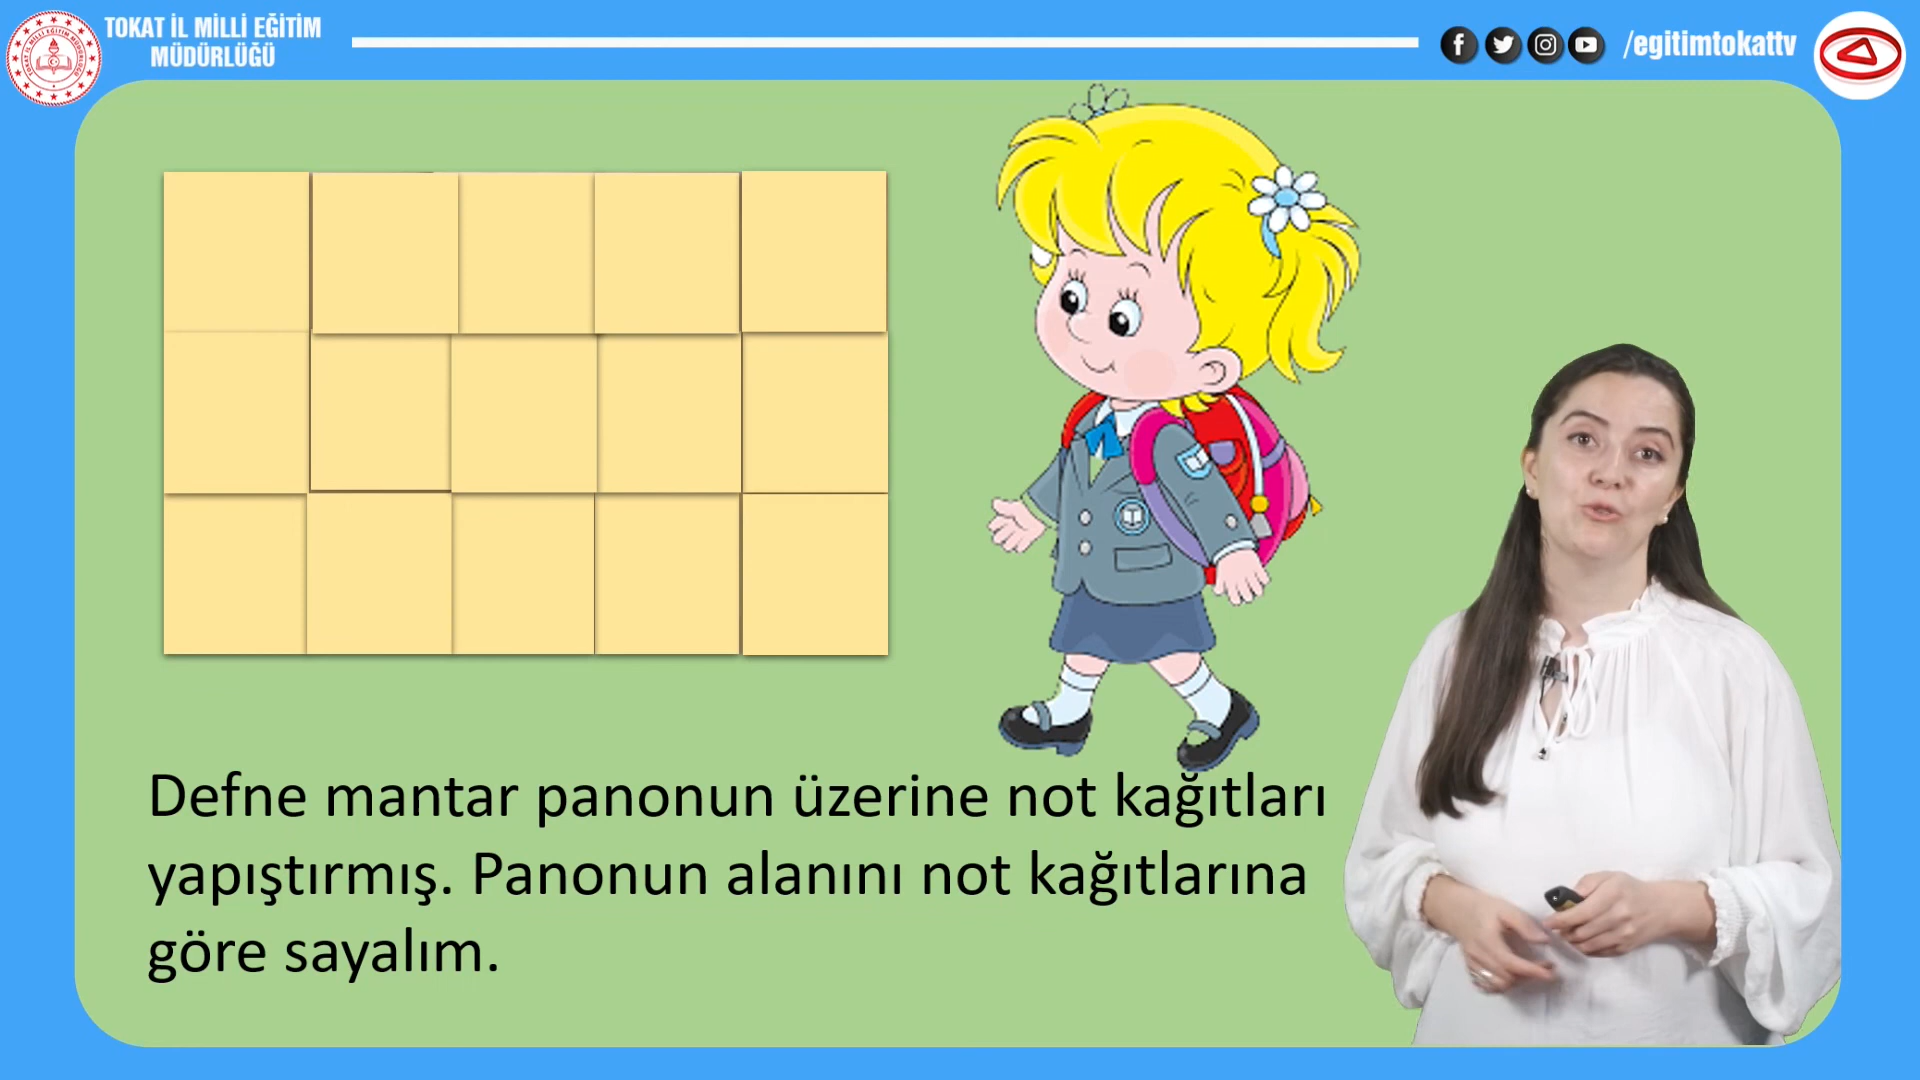 TOKAT İL MİLLİ EĞİTİM
MÜDÜRLÜĞÜ
/egitimtokattv
Defne mantar panonun üzerine not kağıtları
yapıştırmış. Panonun alanını not kağıtlarına
göre sayalım.